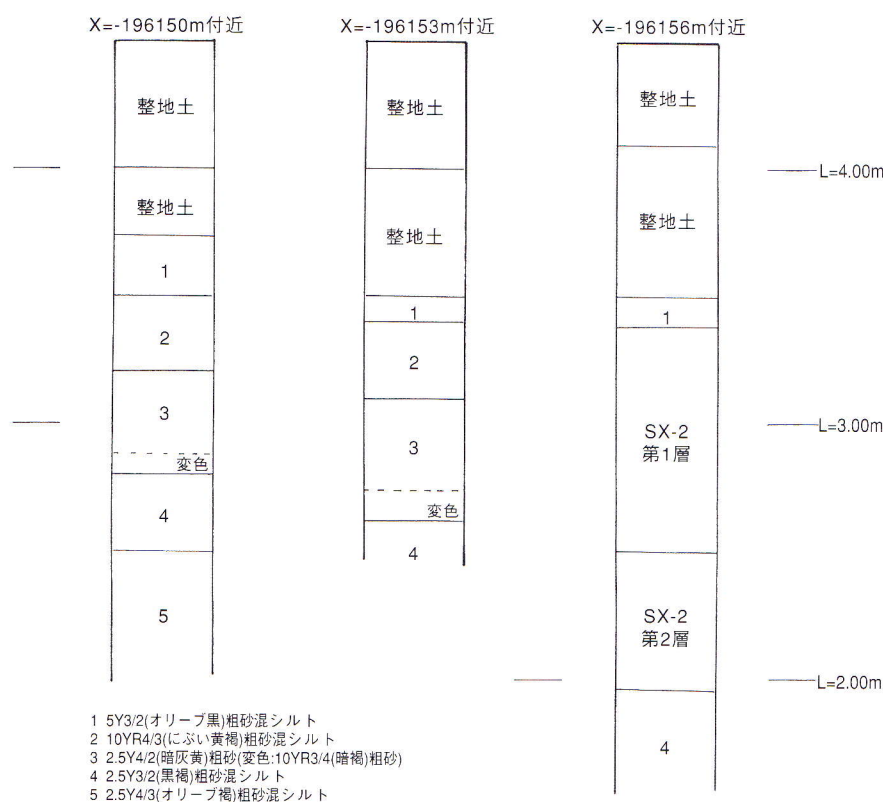 X=-196150m付近
整地土
整地土
1
2
3
変色
4
5
X=-196153m付近
整地土
整地土
1
2
3
変色
4
X=-196156m付近
整地土
整地土
1
SX-2
第1層
SX-2
第2層
4
L=4.00m
L=3.00m
L=2.00m
1 5Y3/2(オリーブ黒)粗砂混シルト
2 10YR4/3(にぶい黄褐)粗砂混シルト
3 2.5Y4/2(暗灰黄)粗砂(変色:10YR3/4(暗褐)粗砂)
4 2.5Y3/2(黒褐)粗砂混シルト
5 2.5Y4/3(オリーブ褐)粗砂混シルト